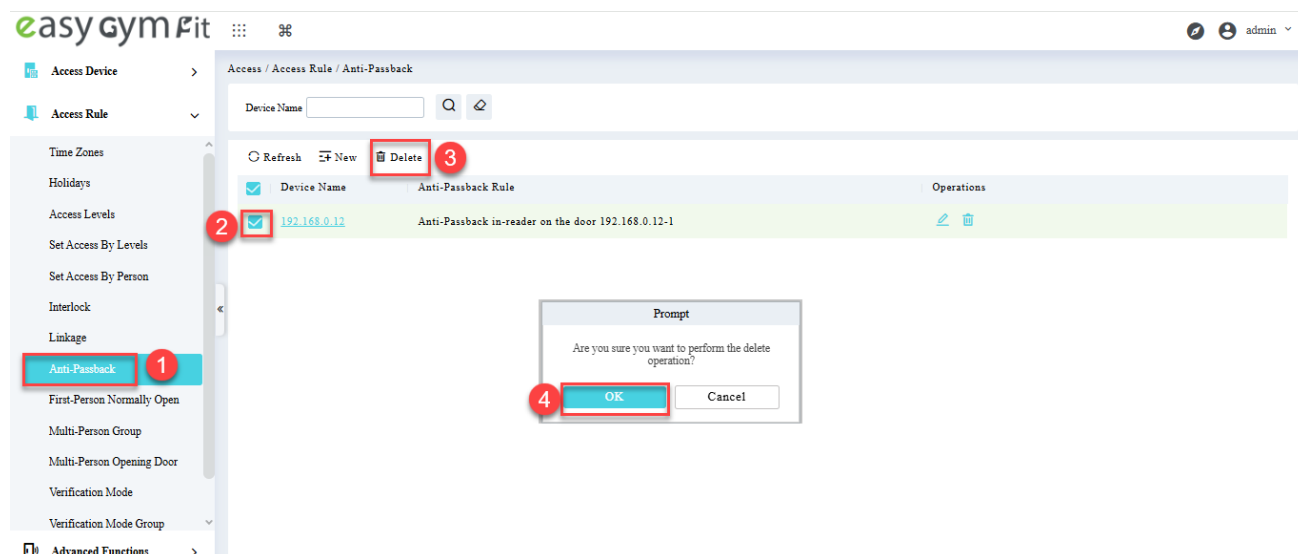 easy Gym Fit
admin
Access Device
Access / Access Rule / Anti-Passback
Access Rule
Device Name
Time Zones
Refresh New Delete 3
Holidays
Device Name Anti-Passback Rule Operations
Access Levels
2 192.168.0.12 Anti-Passback in-reader on the door 192.168.0.12-1
Set Access By Levels
Set Access By Person
Interlock
Prompt
Linkage
Are you sure you want to perform the delete
operation?
Anti-Passback 1
4 OK Cancel
First-Person Normally Open
Multi-Person Group
Multi-Person Opening Door
Verification Mode
Verification Mode Group
Advanced Functions